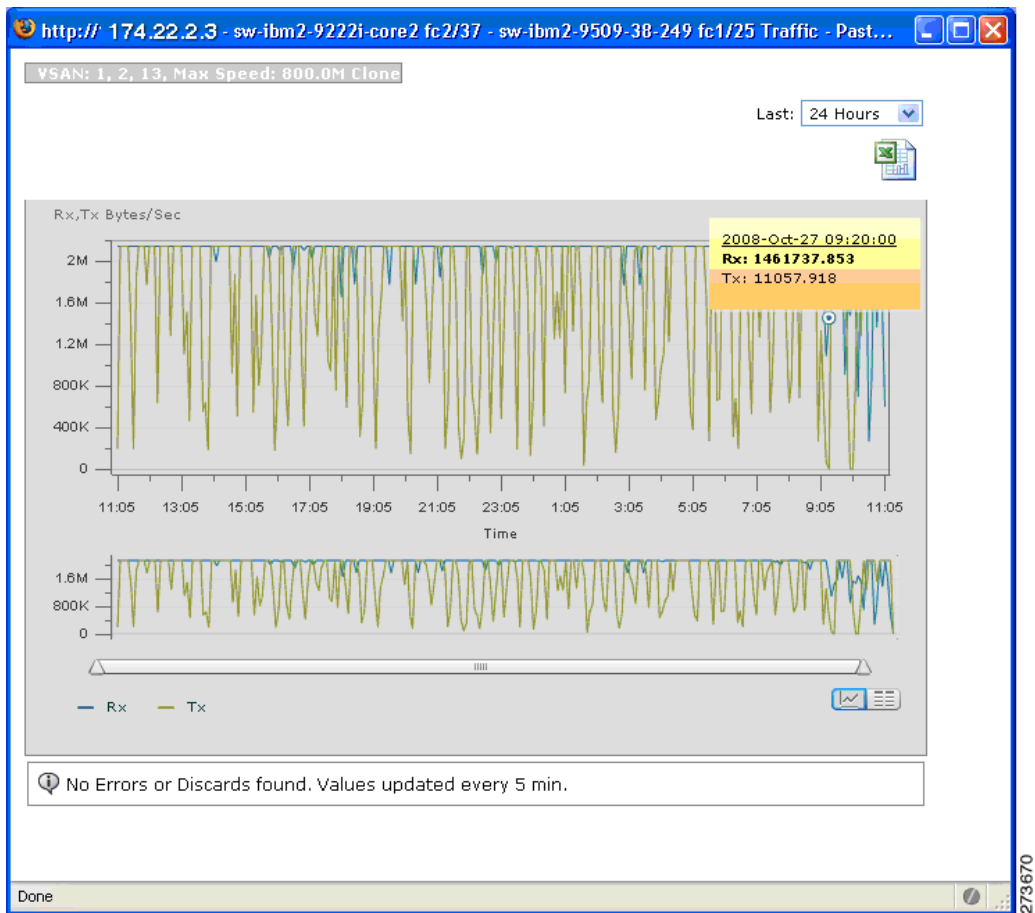 http:// 174.22.2.3 - sw-ibm2-9222i-core2 fc2/37 - sw-ibm2-9509-38-249 fc1/25 Traffic - Past...
VSAN: 1, 2, 13, Max Speed: 800.0M Clone
Last: 24 Hours
Rx,Tx Bytes/Sec
2008-Oct-27 09:20:00
Rx: 1461737.853
Tx: 11057.918
2M
1.6M
1.2M
800K
400K
0
11:05 13:05 15:05 17:05 19:05 21:05 23:05 1:05 3:05 5:05 7:05 9:05 11:05
Time
1.6M
800K
0
Rx Tx
No Errors or Discards found. Values updated every 5 min.
Done
273670